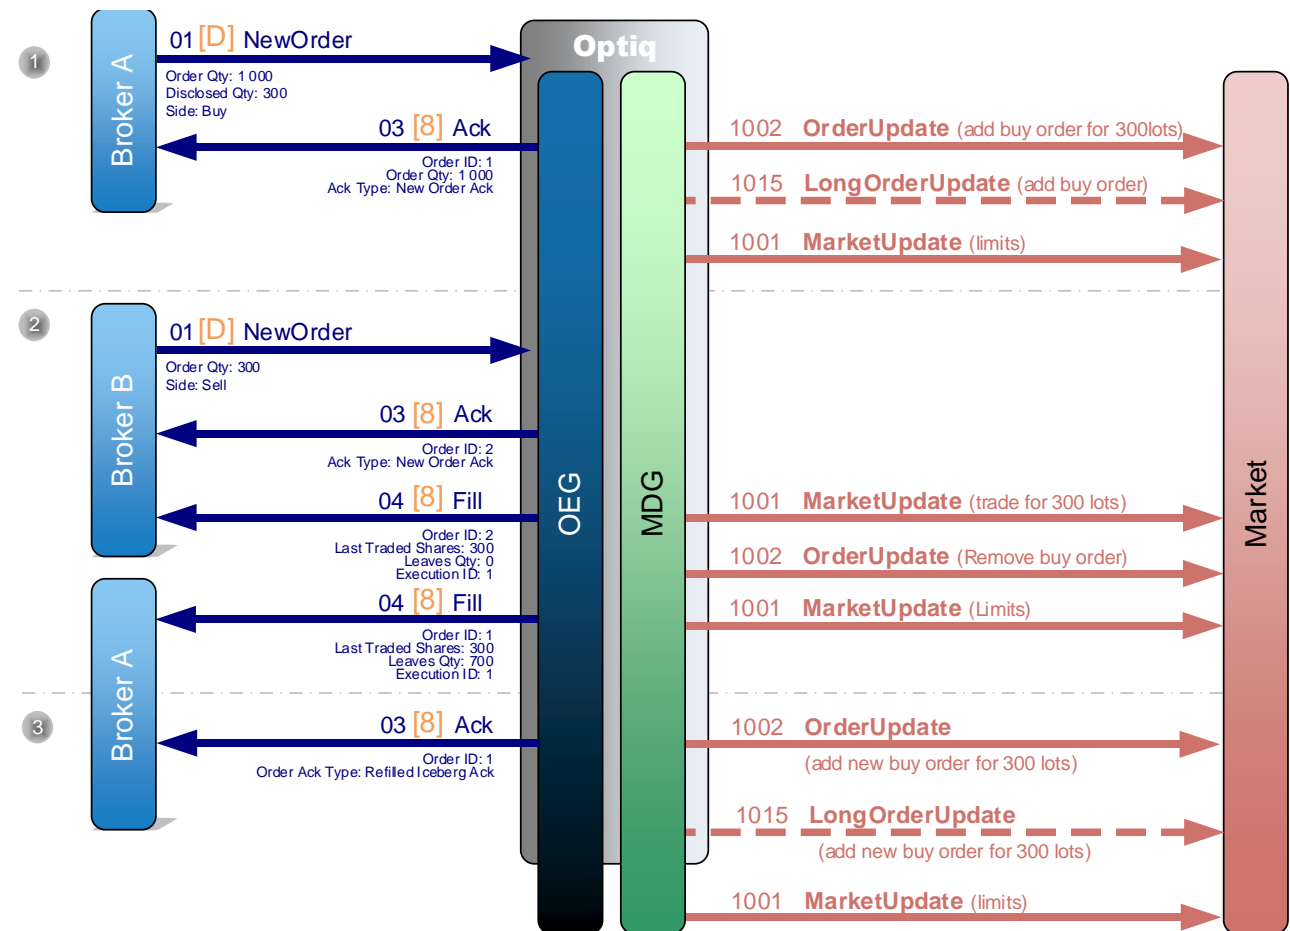 Optiq
1
Broker A
01 [D] NewOrder
Order Qty: 1 000
Disclosed Qty: 300
Side: Buy
03 [8] Ack
Order ID: 1
Order Qty: 1 000
Ack Type: New Order Ack
1002 OrderUpdate (add buy order for 300lots)
1015 LongOrderUpdate (add buy order)
1001 MarketUpdate (limits)
2
Broker B
01 [D] NewOrder
Order Qty: 300
Side: Sell
03 [8] Ack
Order ID: 2
Ack Type: New Order Ack
04 [8] Fill
Order ID: 2
Last Traded Shares: 300
Leaves Qty: 0
Execution ID: 1
OEG
MDG
Market
1001 MarketUpdate (trade for 300 lots)
1002 OrderUpdate (Remove buy order)
1001 MarketUpdate (Limits)
Broker A
04 [8] Fill
Order ID: 1
Last Traded Shares: 300
Leaves Qty: 700
Execution ID: 1
3
03 [8] Ack
Order ID: 1
Order Ack Type: Refilled Iceberg Ack
1002 OrderUpdate
(add new buy order for 300 lots)
1015 LongOrderUpdate
(add new buy order for 300 lots)
1001 MarketUpdate (limits)